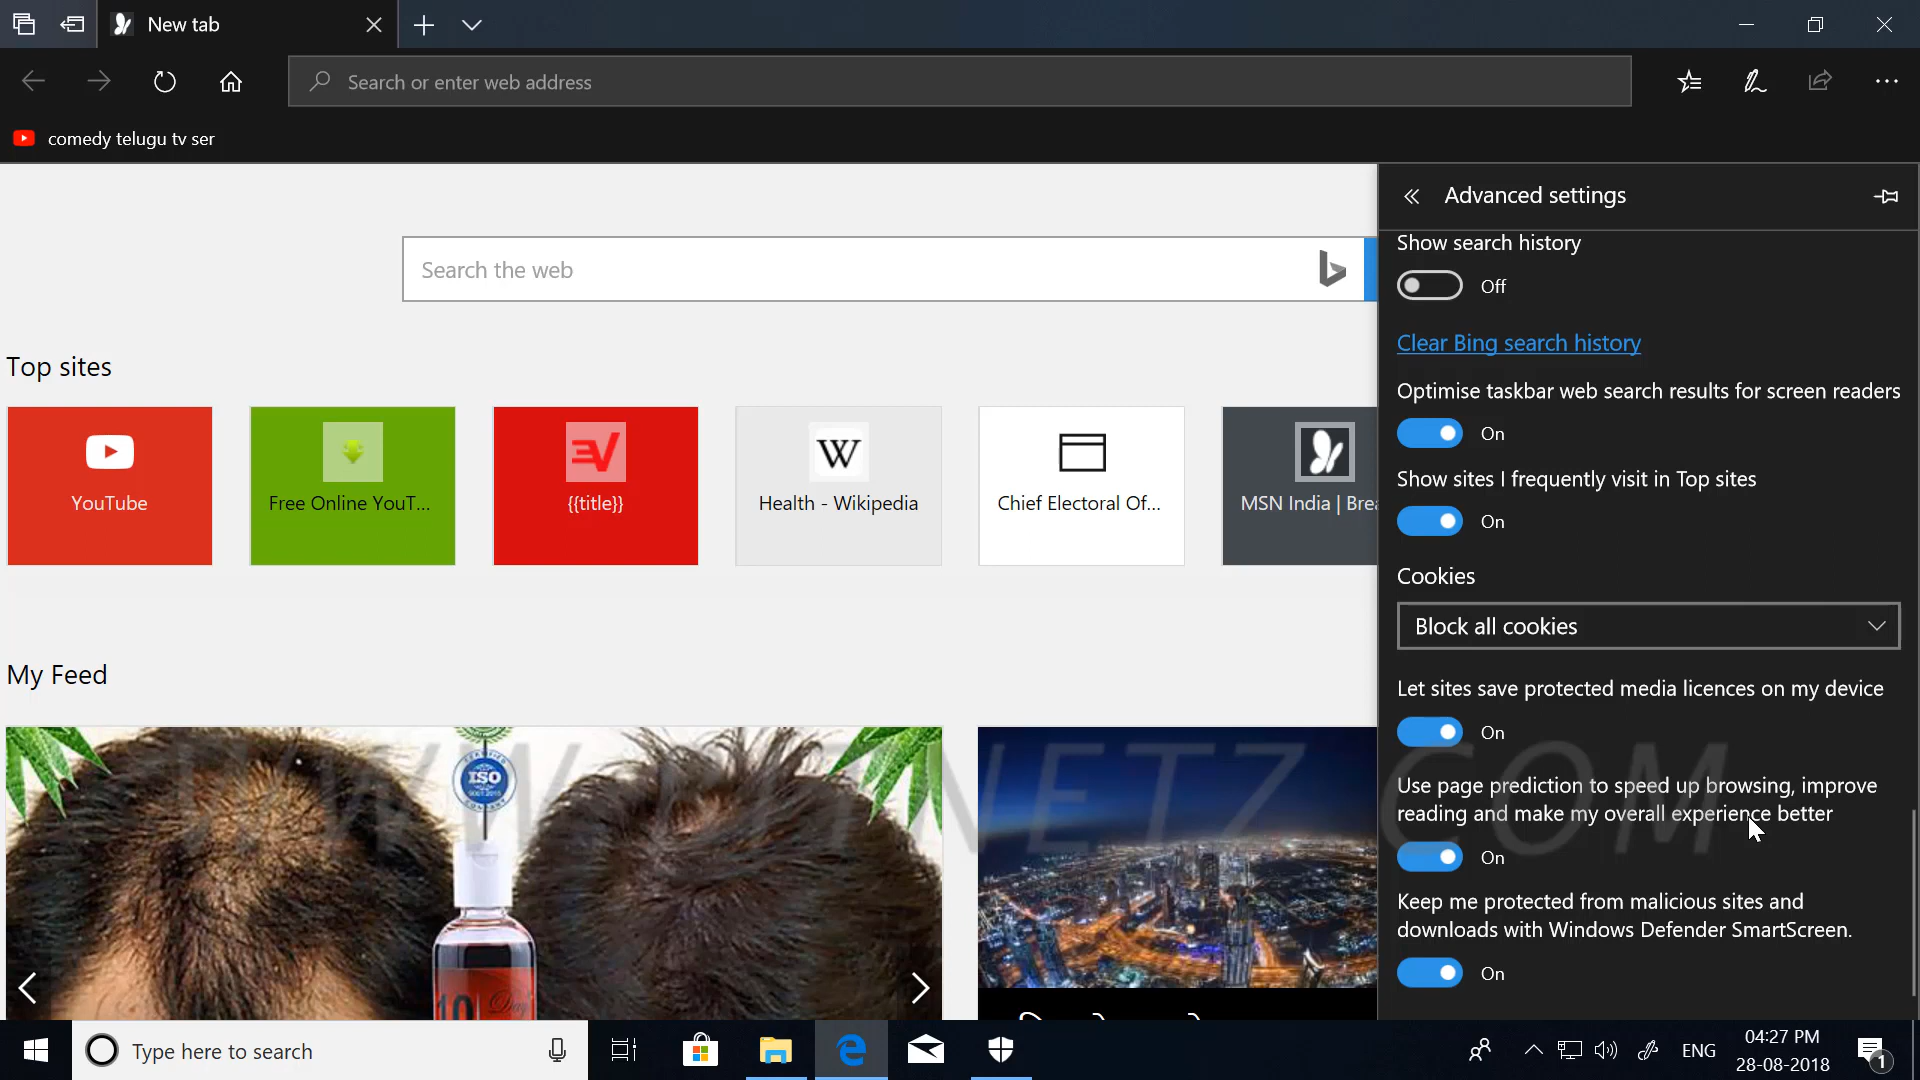 New tab
Search or enter web address
comedy telugu tv ser
Advanced settings
Show search history
Off
Clear Bing search history
Optimise taskbar web search results for screen readers
On
Show sites I frequently visit in Top sites
On
Cookies
Block all cookies
Let sites save protected media licences on my device
On
Use page prediction to speed up browsing, improve
reading and make my overall experience better
On
Keep me protected from malicious sites and
downloads with Windows Defender SmartScreen.
On
Search the web
Top sites
YouTube
Free Online YouT...
{{title}}
W
Health - Wikipedia
Chief Electoral Of...
MSN India | Brea
My Feed
ISO
10 Day
Type here to search
ENG
04:27 PM
28-08-2018
1